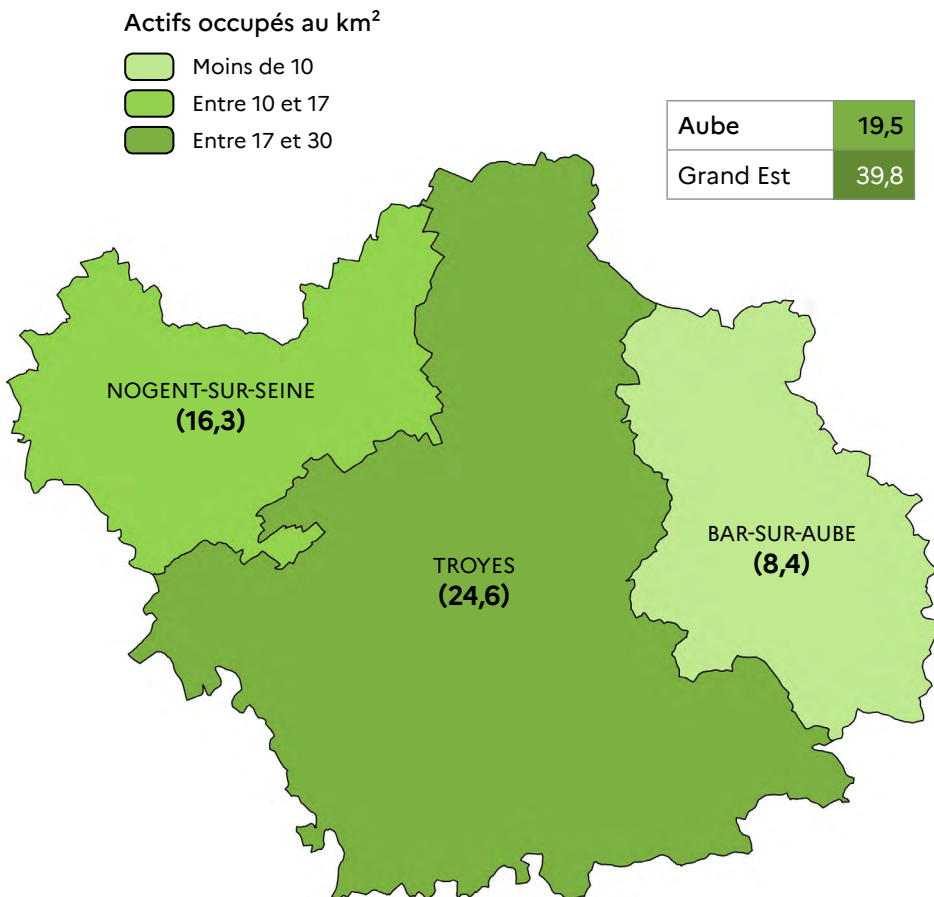 Actifs occupés au km²
Moins de 10
Entre 10 et 17
Entre 17 et 30
Aube 19,5
Grand Est 39,8
NOGENT-SUR-SEINE
(16,3)
TROYES
(24,6)
BAR-SUR-AUBE
(8,4)